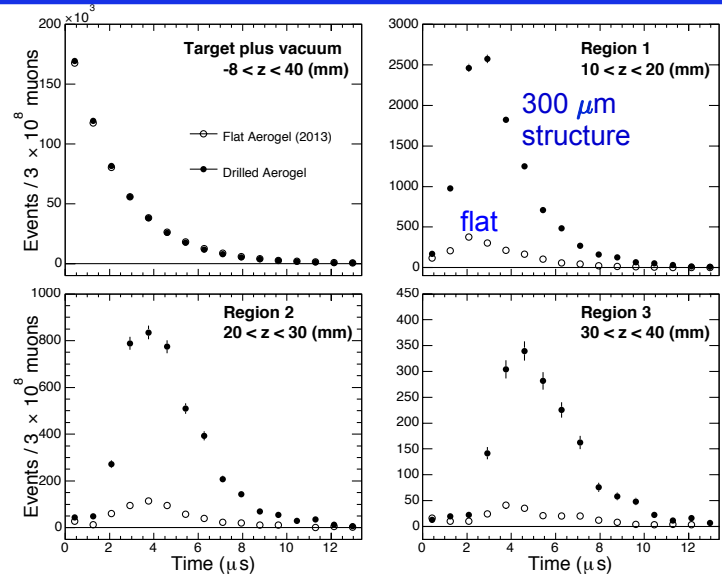 ×10³
200
150
100
50
0
Events / 3 × 10⁸ muons
Target plus vacuum
-8 < z < 40 (mm)
Flat Aerogel (2013)
Drilled Aerogel
3000
2500
2000
1500
1000
500
0
Region 1
10 < z < 20 (mm)
300 μm
structure
flat
1000
800
600
400
200
0
Events / 3 × 10⁸ muons
Region 2
20 < z < 30 (mm)
0 2 4 6 8 10 12
Time (μs)
450
400
350
300
250
200
150
100
50
0
Region 3
30 < z < 40 (mm)
0 2 4 6 8 10 12
Time (μs)